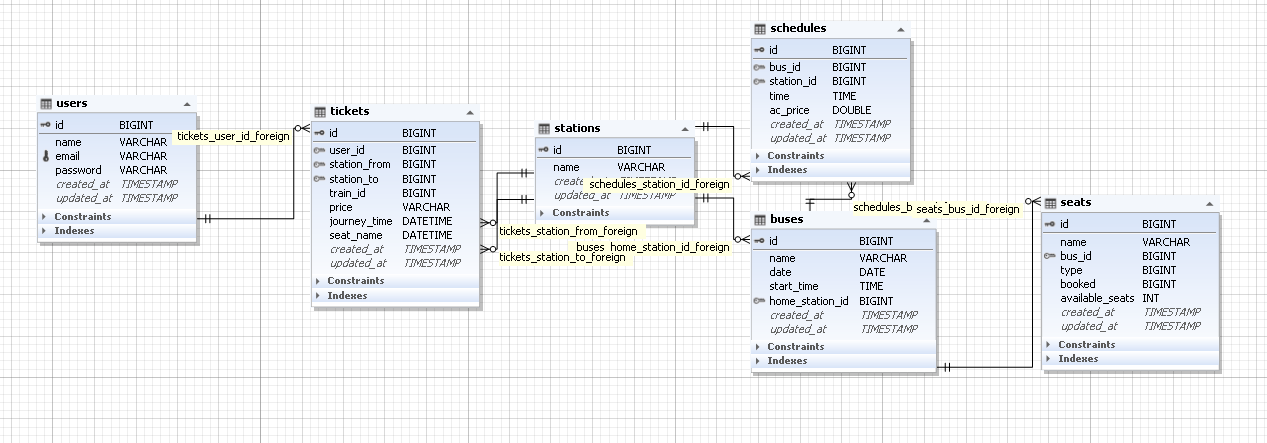 users
id BIGINT
name VARCHAR
email VARCHAR
password VARCHAR
created_at TIMESTAMP
updated_at TIMESTAMP
Constraints
Indexes
tickets_user_id_foreign
tickets
id BIGINT
user_id BIGINT
station_from BIGINT
station_to BIGINT
train_id BIGINT
price VARCHAR
journey_time DATETIME
seat_name DATETIME
created_at TIMESTAMP
updated_at TIMESTAMP
Constraints
Indexes
tickets_station_from_foreign
tickets_station_to_foreign
stations
id BIGINT
name VARCHAR
updated_at TIMESTAMP
Constraints
schedules_station_id_foreign
buses_home_station_id_foreign
schedules
id BIGINT
bus_id BIGINT
station_id BIGINT
time TIME
ac_price DOUBLE
created_at TIMESTAMP
updated_at TIMESTAMP
Constraints
Indexes
seats_bus_id_foreign
buses
id BIGINT
name VARCHAR
date DATE
start_time TIME
home_station_id BIGINT
created_at TIMESTAMP
updated_at TIMESTAMP
Constraints
Indexes
seats
id BIGINT
name VARCHAR
bus_id BIGINT
type BIGINT
booked BIGINT
available_seats INT
created_at TIMESTAMP
updated_at TIMESTAMP
Constraints
Indexes